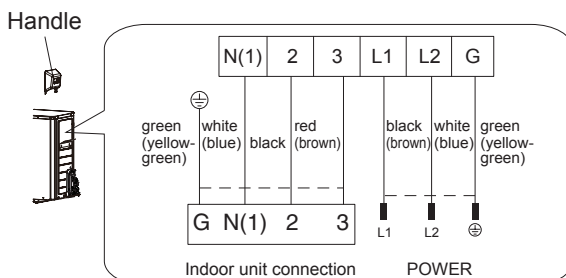 Handle
N(1) 2 3 L1 L2 G
green (yellow-green)
white (blue)
black
red (brown)
black (brown)
white (blue)
green (yellow-green)
G N(1) 2 3
L1 L2
Indoor unit connection
POWER